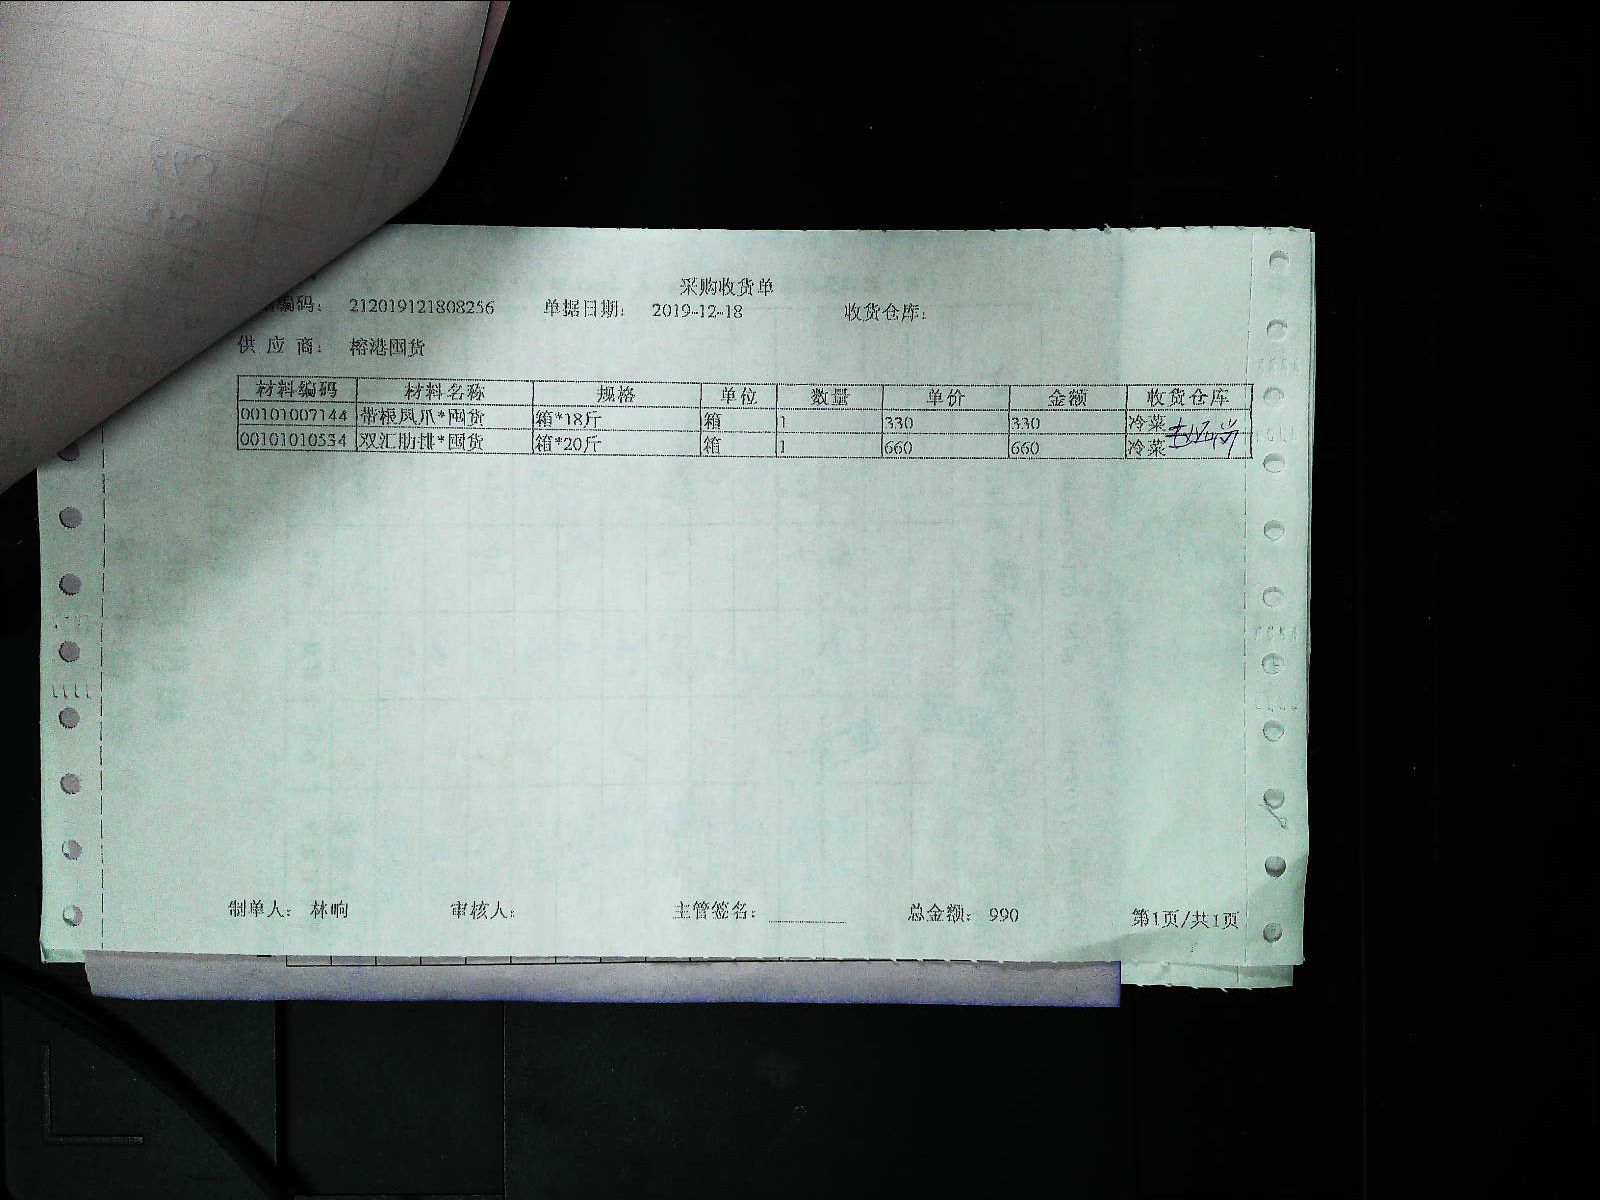 采购收货单
编码： 212019121808256 单据日期： 2019-12-18 收货仓库：
供 应 商： 榕港囤货
材料编码 材料名称 规格 单位 数量 单价 金额 收货仓库
00101007144 带根凤爪*囤货 箱*18斤 箱 1 330 330 冷菜
00101010534 双汇肋排*囤货 箱*20斤 箱 1 660 660 冷菜
制单人： 林响 审核人： 主管签名： 总金额： 990 第1页/共1页